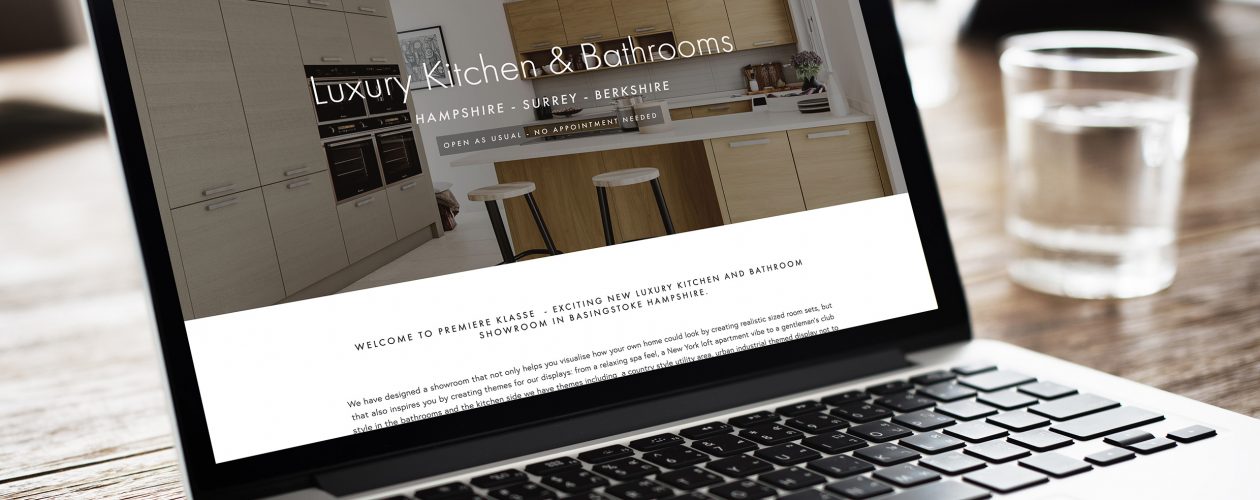 Luxury Kitchen & Bathrooms
HAMPSHIRE - SURREY - BERKSHIRE
OPEN AS USUAL - NO APPOINTMENT NEEDED
WELCOME TO PREMIERE KLASSE - EXCITING NEW LUXURY KITCHEN AND BATHROOM
SHOWROOM IN BASINGSTOKE HAMPSHIRE.
We have designed a showroom that not only helps you visualise how your own home could look by creating realistic sized room sets, but
that also inspires you by creating themes for our displays: from a relaxing spa feel, a New York loft apartment vibe to a gentlemen's club
style in the bathrooms and the kitchen side we have themes including, a country style utility area, urban industrial themed display not to